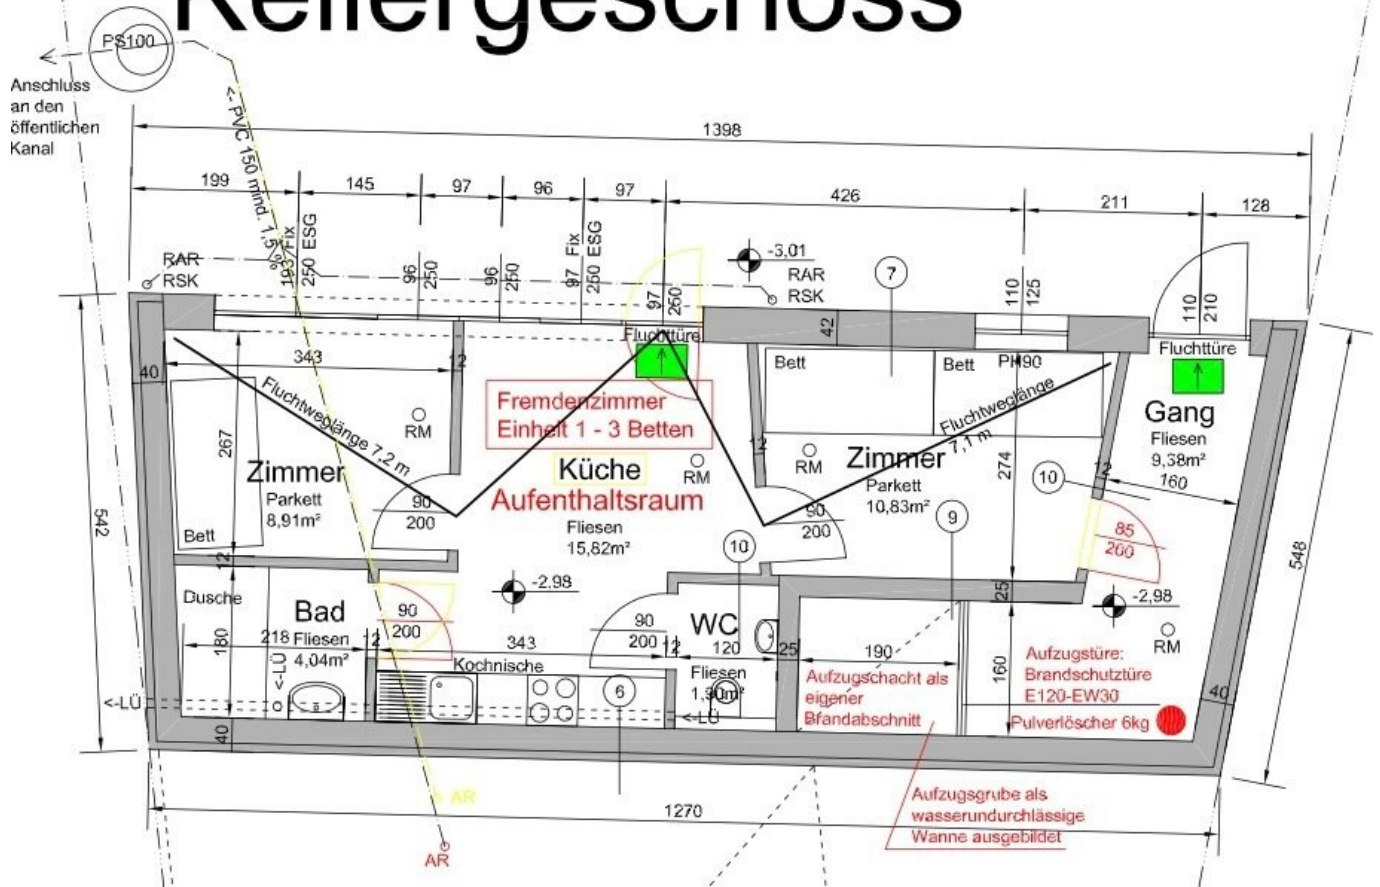 Kellergeschoss
PS100
Anschluss
an den
öffentlichen
Kanal
<- PVC 150 mind. 1,5 %
1398
199
145
97
96
97
426
211
128
RAR
RSK
193 Fix
250 ESG
96
250
96
250
97 Fix
250 ESG
97
250
-3,01
RAR
RSK
7
110
125
110
210
42
Fluchttüre
Fluchttüre
343
12
40
Fluchtweglänge 7,2 m
RM
267
Zimmer
Parkett
8,91m²
Bett
90
200
Fremdenzimmer
Einheit 1 - 3 Betten
Küche
Aufenthaltsraum
Fliesen
15,82m²
RM
12
Bett
Bett
PH90
Fluchtweglänge
7,1 m
RM
Zimmer
Parkett
10,83m²
274
90
200
9
10
12
Gang
Fliesen
9,38m²
160
85
200
542
548
12
Dusche
Bad
Fliesen
4,04m²
218
180
<-LÜ
<-LÜ
12
90
200
-2,98
343
Kochnische
6
90
200
10
WC
12
120
25
Fliesen
1,90m²
<-LÜ
190
25
160
Aufzugschacht als
eigener
Brandabschnitt
-2,98
RM
Aufzugstüre:
Brandschutztüre
E120-EW30
Pulverlöscher 6kg
40
40
Aufzugsgrube als
wasserundurchlässige
Wanne ausgebildet
1270
AR
AR